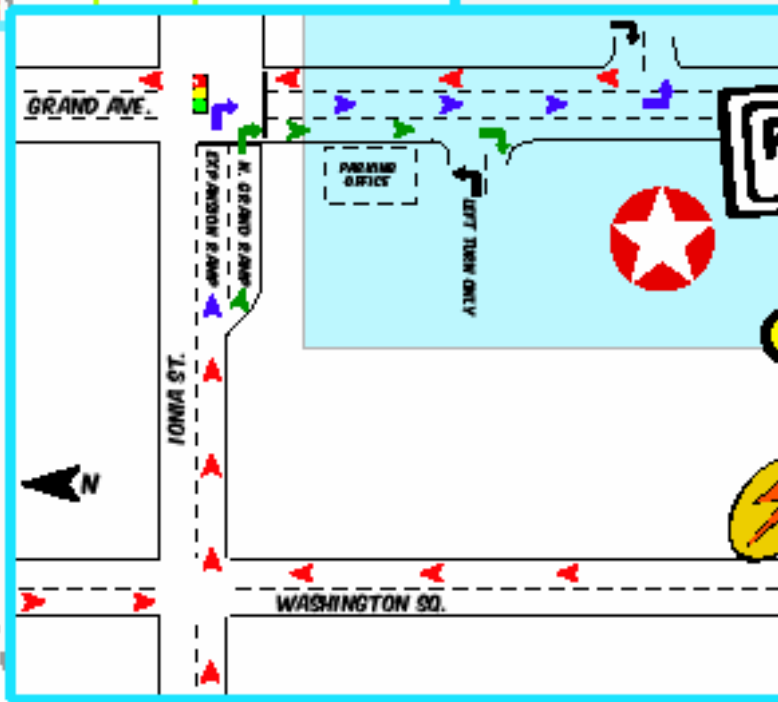 GRAND AVE.
EXPANSION RAMP
N. GRAND RAMP
PARKING
OFFICE
LEFT TURN ONLY
IONIA ST.
N
WASHINGTON SQ.